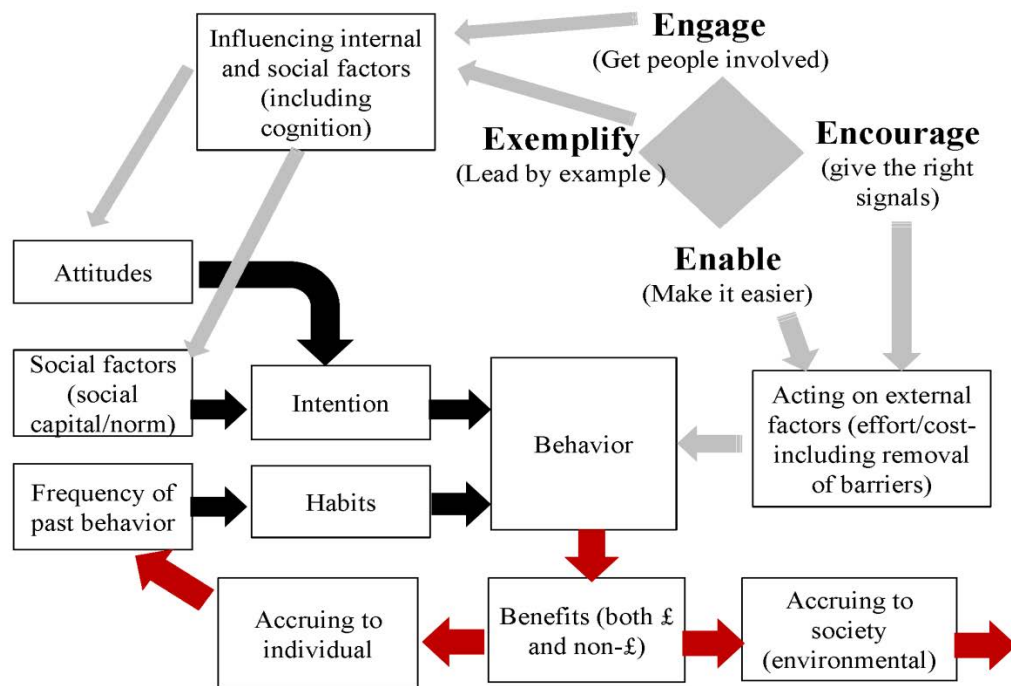 Influencing internal
and social factors
(including
cognition)
Engage
(Get people involved)
Exemplify
(Lead by example )
Encourage
(give the right
signals)
Enable
(Make it easier)
Attitudes
Social factors
(social
capital/norm)
Intention
Behavior
Acting on external
factors (effort/cost-
including removal
of barriers)
Frequency of
past behavior
Habits
Accruing to
individual
Benefits (both £
and non-£)
Accruing to
society
(environmental)